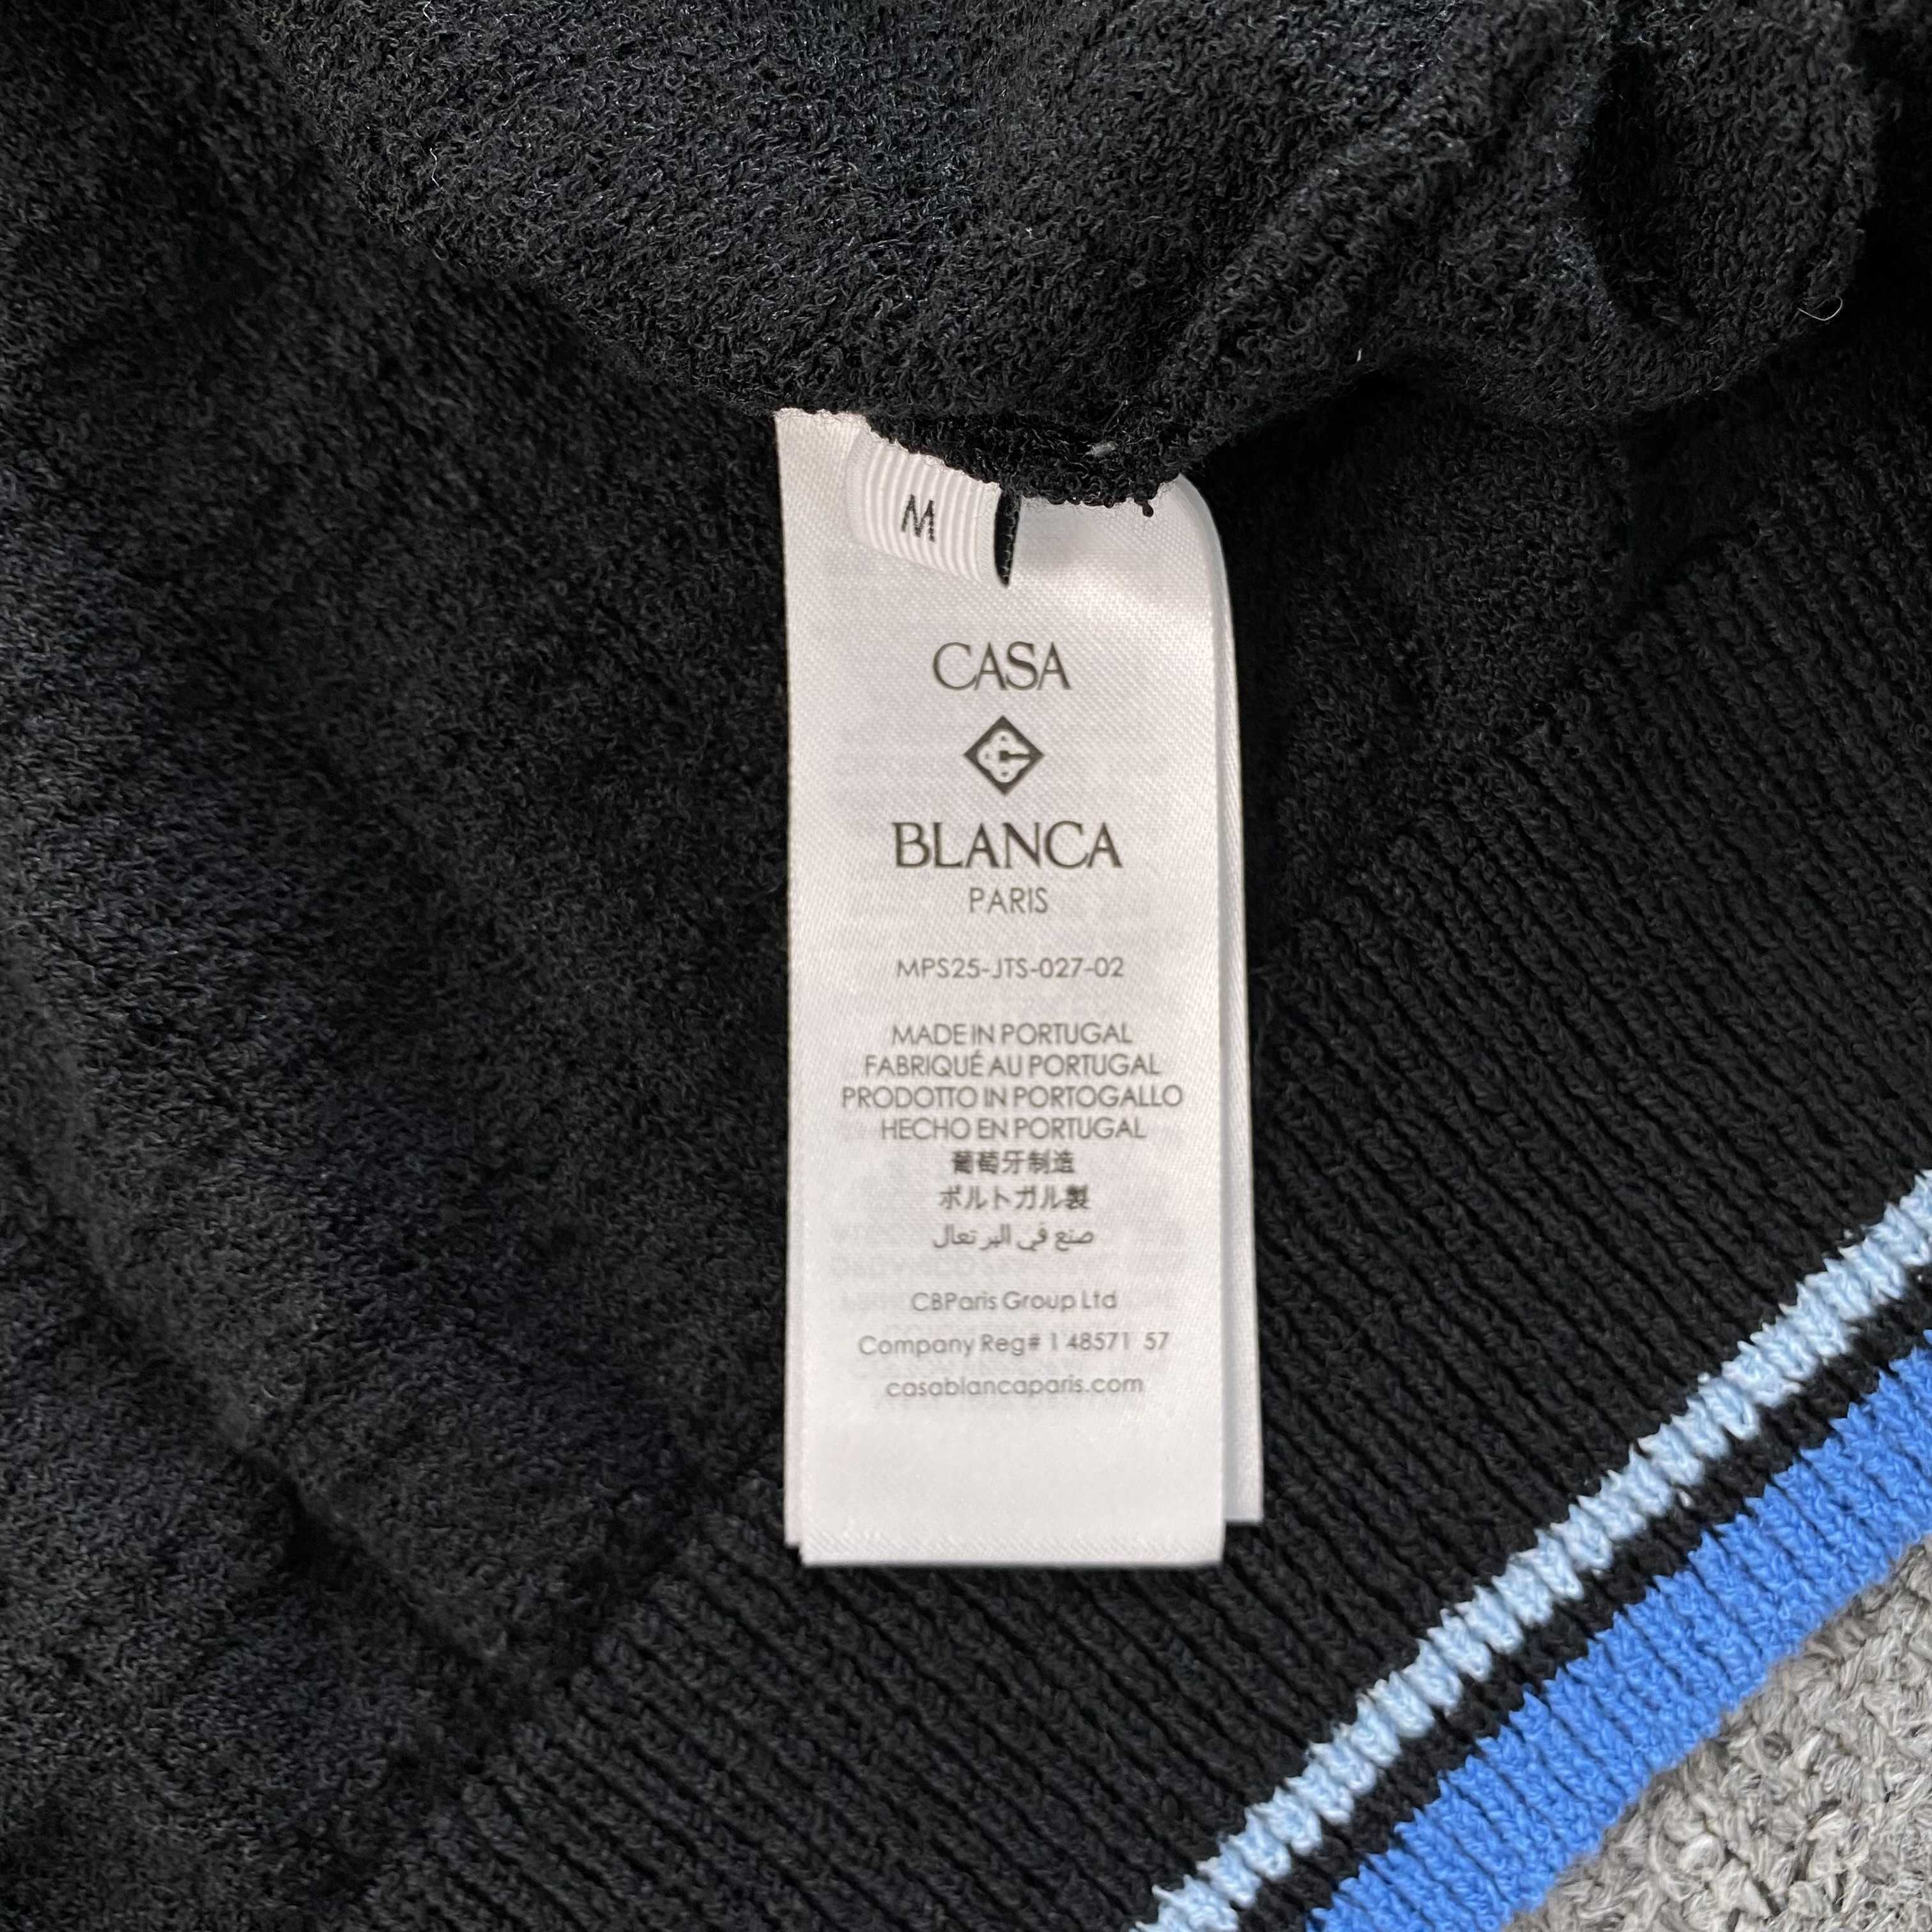 M
CASA
BLANCA
PARIS
MPS25-JTS-027-02
MADE IN PORTUGAL
FABRIQUÉ AU PORTUGAL
PRODOTTO IN PORTOGALLO
HECHO EN PORTUGAL
葡萄牙制造
ポルトガル製
صنع في البر تعال
CBParis Group Ltd
Company Reg# 1 48571 57
casablancaparis.com